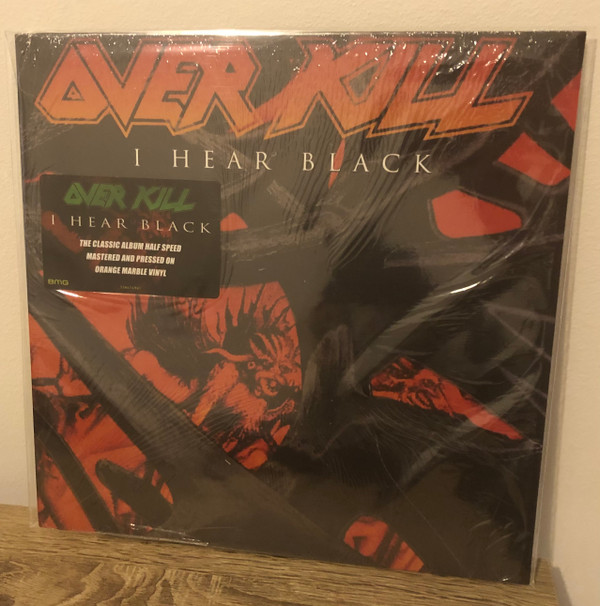 OVER KILL
I HEAR BLACK
OVER KILL
I HEAR BLACK
THE CLASSIC ALBUM HALF SPEED
MASTERED AND PRESSED ON
ORANGE MARBLE VINYL
BMG